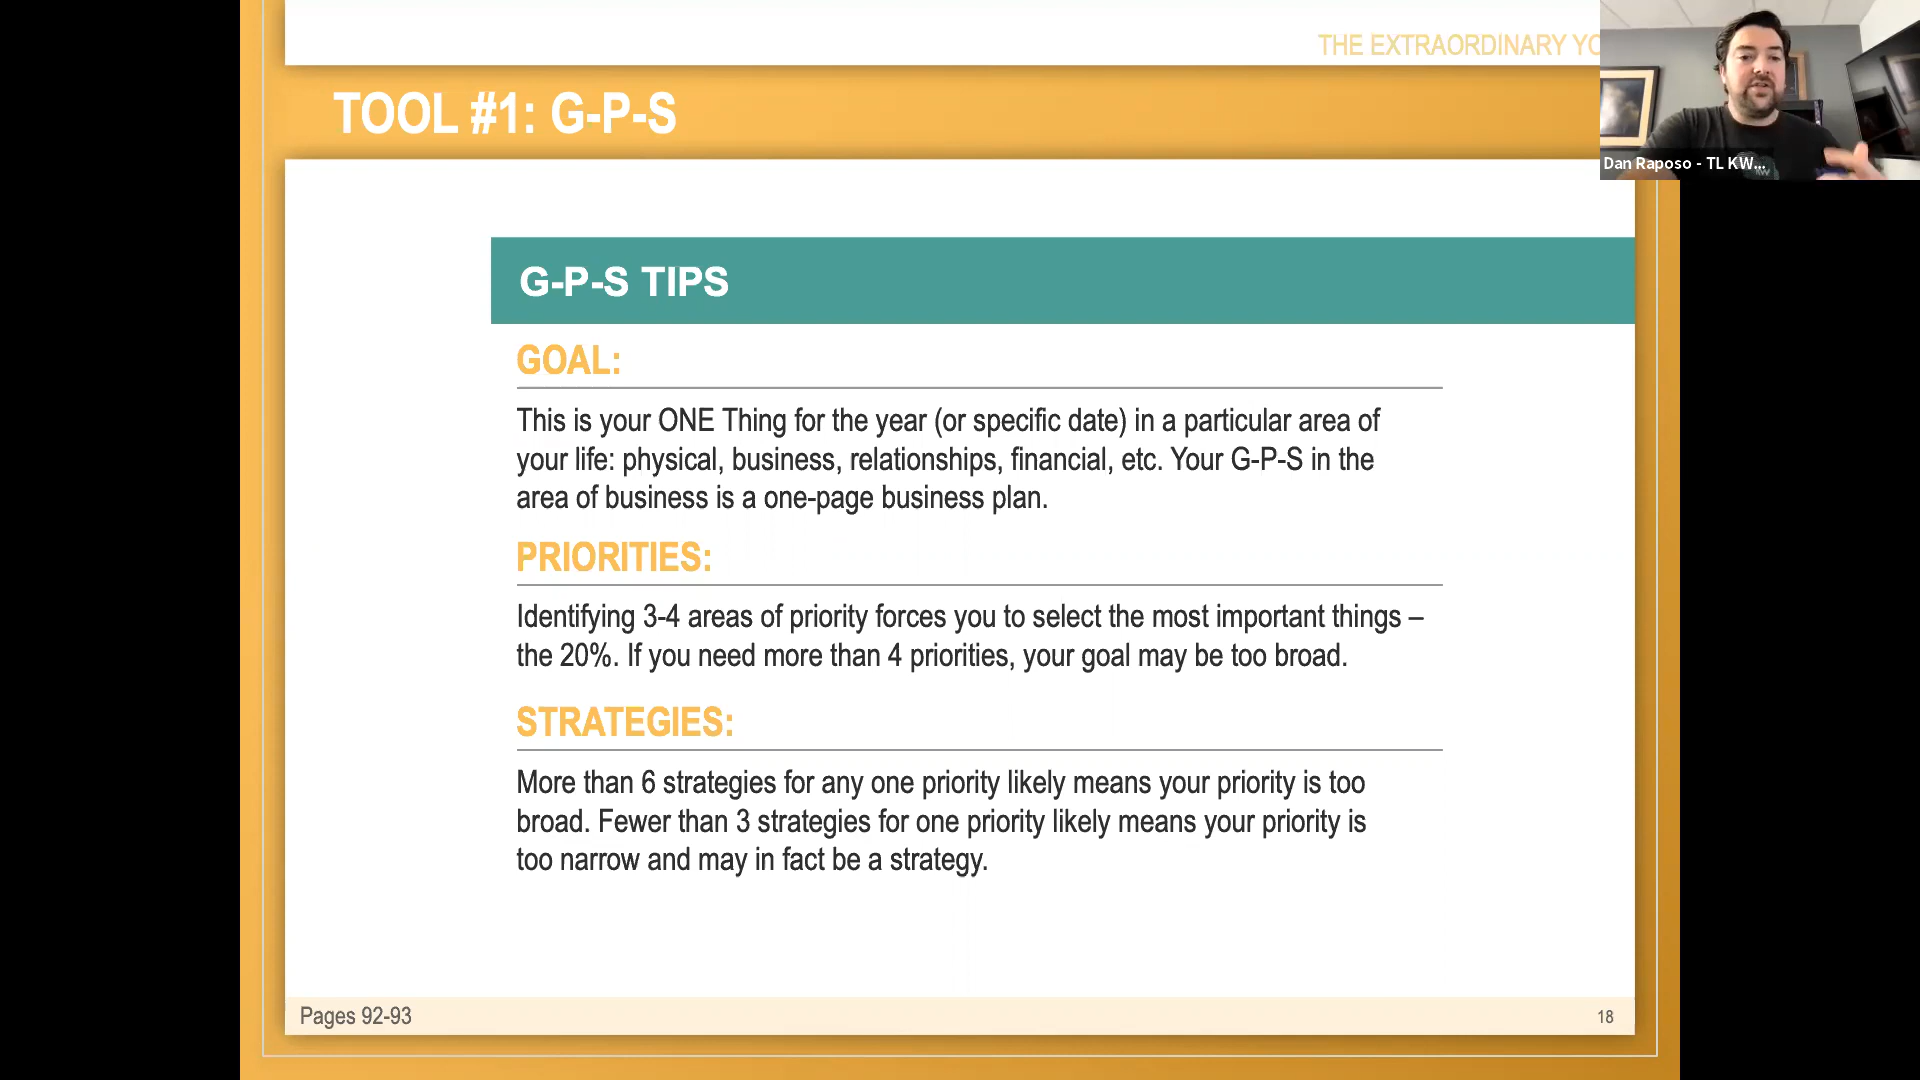 THE EXTRAORDINARY
TOOL #1: G-P-S
Dan Raposo - TL KW...
G-P-S TIPS
GOAL:
This is your ONE Thing for the year (or specific date) in a particular area of
your life: physical, business, relationships, financial, etc. Your G-P-S in the
area of business is a one-page business plan.
PRIORITIES:
Identifying 3-4 areas of priority forces you to select the most important things –
the 20%. If you need more than 4 priorities, your goal may be too broad.
STRATEGIES:
More than 6 strategies for any one priority likely means your priority is too
broad. Fewer than 3 strategies for one priority likely means your priority is
too narrow and may in fact be a strategy.
Pages 92-93
18